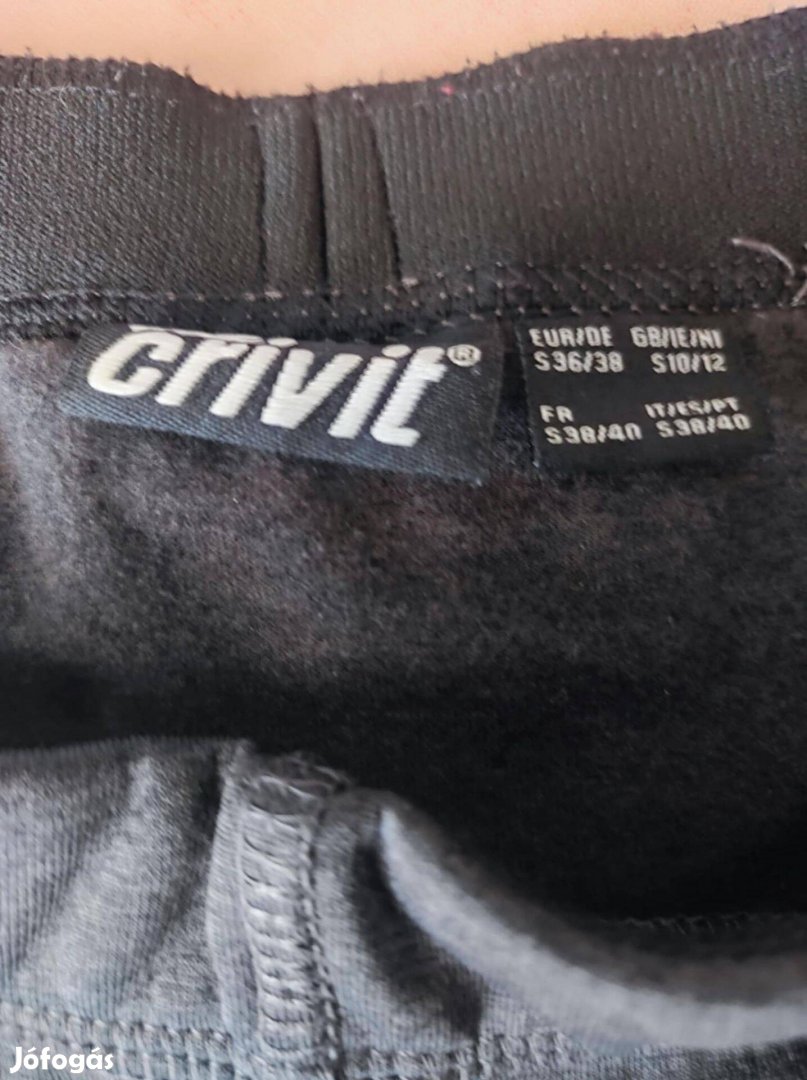 crivit®
EUR/DE GB/IE/NI
S36/38 S10/12
FR IT/ES/PT
S38/40 S38/40
Jófogás